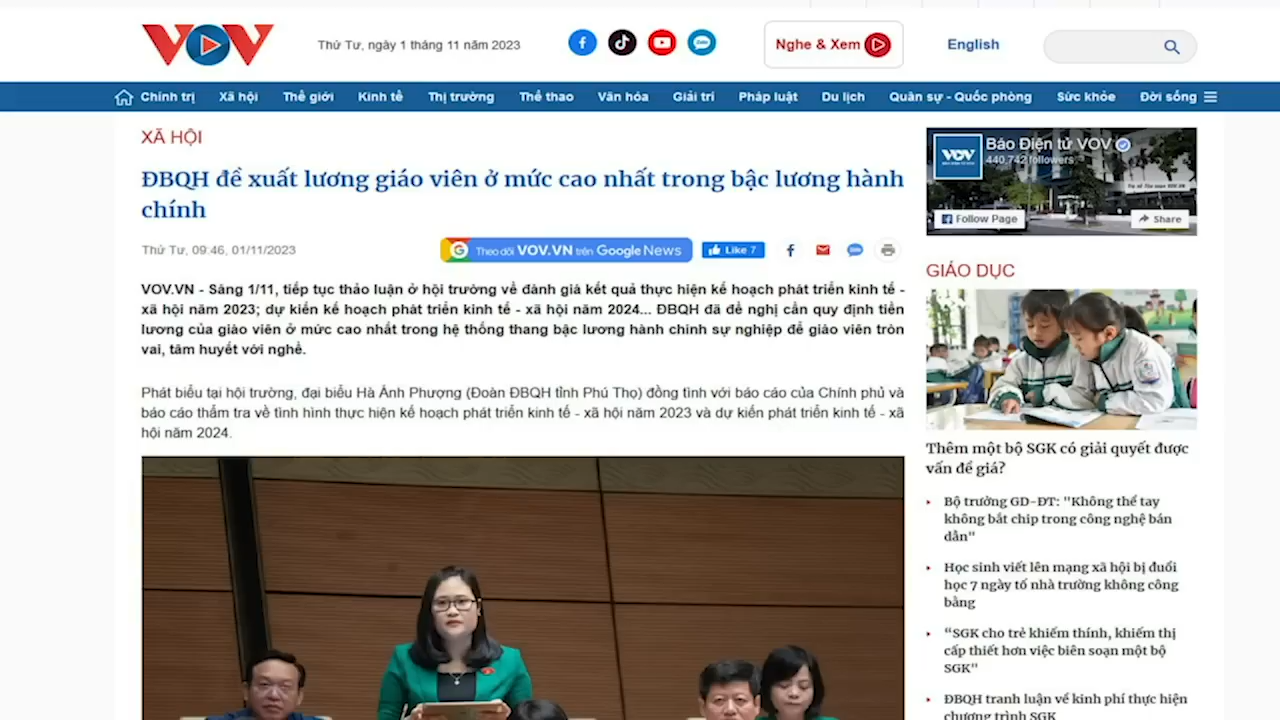 VOV
Thứ Tư, ngày 1 tháng 11 năm 2023
Zalo
Nghe & Xem
English
Chính trị Xã hội Thế giới Kinh tế Thị trường Thể thao Văn hóa Giải trí Pháp luật Du lịch Quân sự - Quốc phòng Sức khỏe Đời sống
XÃ HỘI
ĐBQH đề xuất lương giáo viên ở mức cao nhất trong bậc lương hành
chính
Thứ Tư, 09:46, 01/11/2023
Theo dõi VOV.VN trên Google News
Like 7
VOV.VN - Sáng 1/11, tiếp tục thảo luận ở hội trường về đánh giá kết quả thực hiện kế hoạch phát triển kinh tế -
xã hội năm 2023; dự kiến kế hoạch phát triển kinh tế - xã hội năm 2024... ĐBQH đã đề nghị cần quy định tiền
lương của giáo viên ở mức cao nhất trong hệ thống thang bậc lương hành chính sự nghiệp để giáo viên tròn
vai, tâm huyết với nghề.
Phát biểu tại hội trường, đại biểu Hà Ánh Phượng (Đoàn ĐBQH tỉnh Phú Thọ) đồng tình với báo cáo của Chính phủ và
báo cáo thẩm tra về tình hình thực hiện kế hoạch phát triển kinh tế - xã hội năm 2023 và dự kiến phát triển kinh tế - xã
hội năm 2024.
VOV
Báo Điện tử VOV
440,742 followers
Follow Page
Share
GIÁO DỤC
Thêm một bộ SGK có giải quyết được
vấn đề giá?
Bộ trưởng GD-ĐT: "Không thể tay
không bắt chip trong công nghệ bán
dẫn"
Học sinh viết lên mạng xã hội bị đuổi
học 7 ngày tố nhà trường không công
bằng
“SGK cho trẻ khiếm thính, khiếm thị
cấp thiết hơn việc biên soạn một bộ
SGK"
ĐBQH tranh luận về kinh phí thực hiện
chương trình SGK